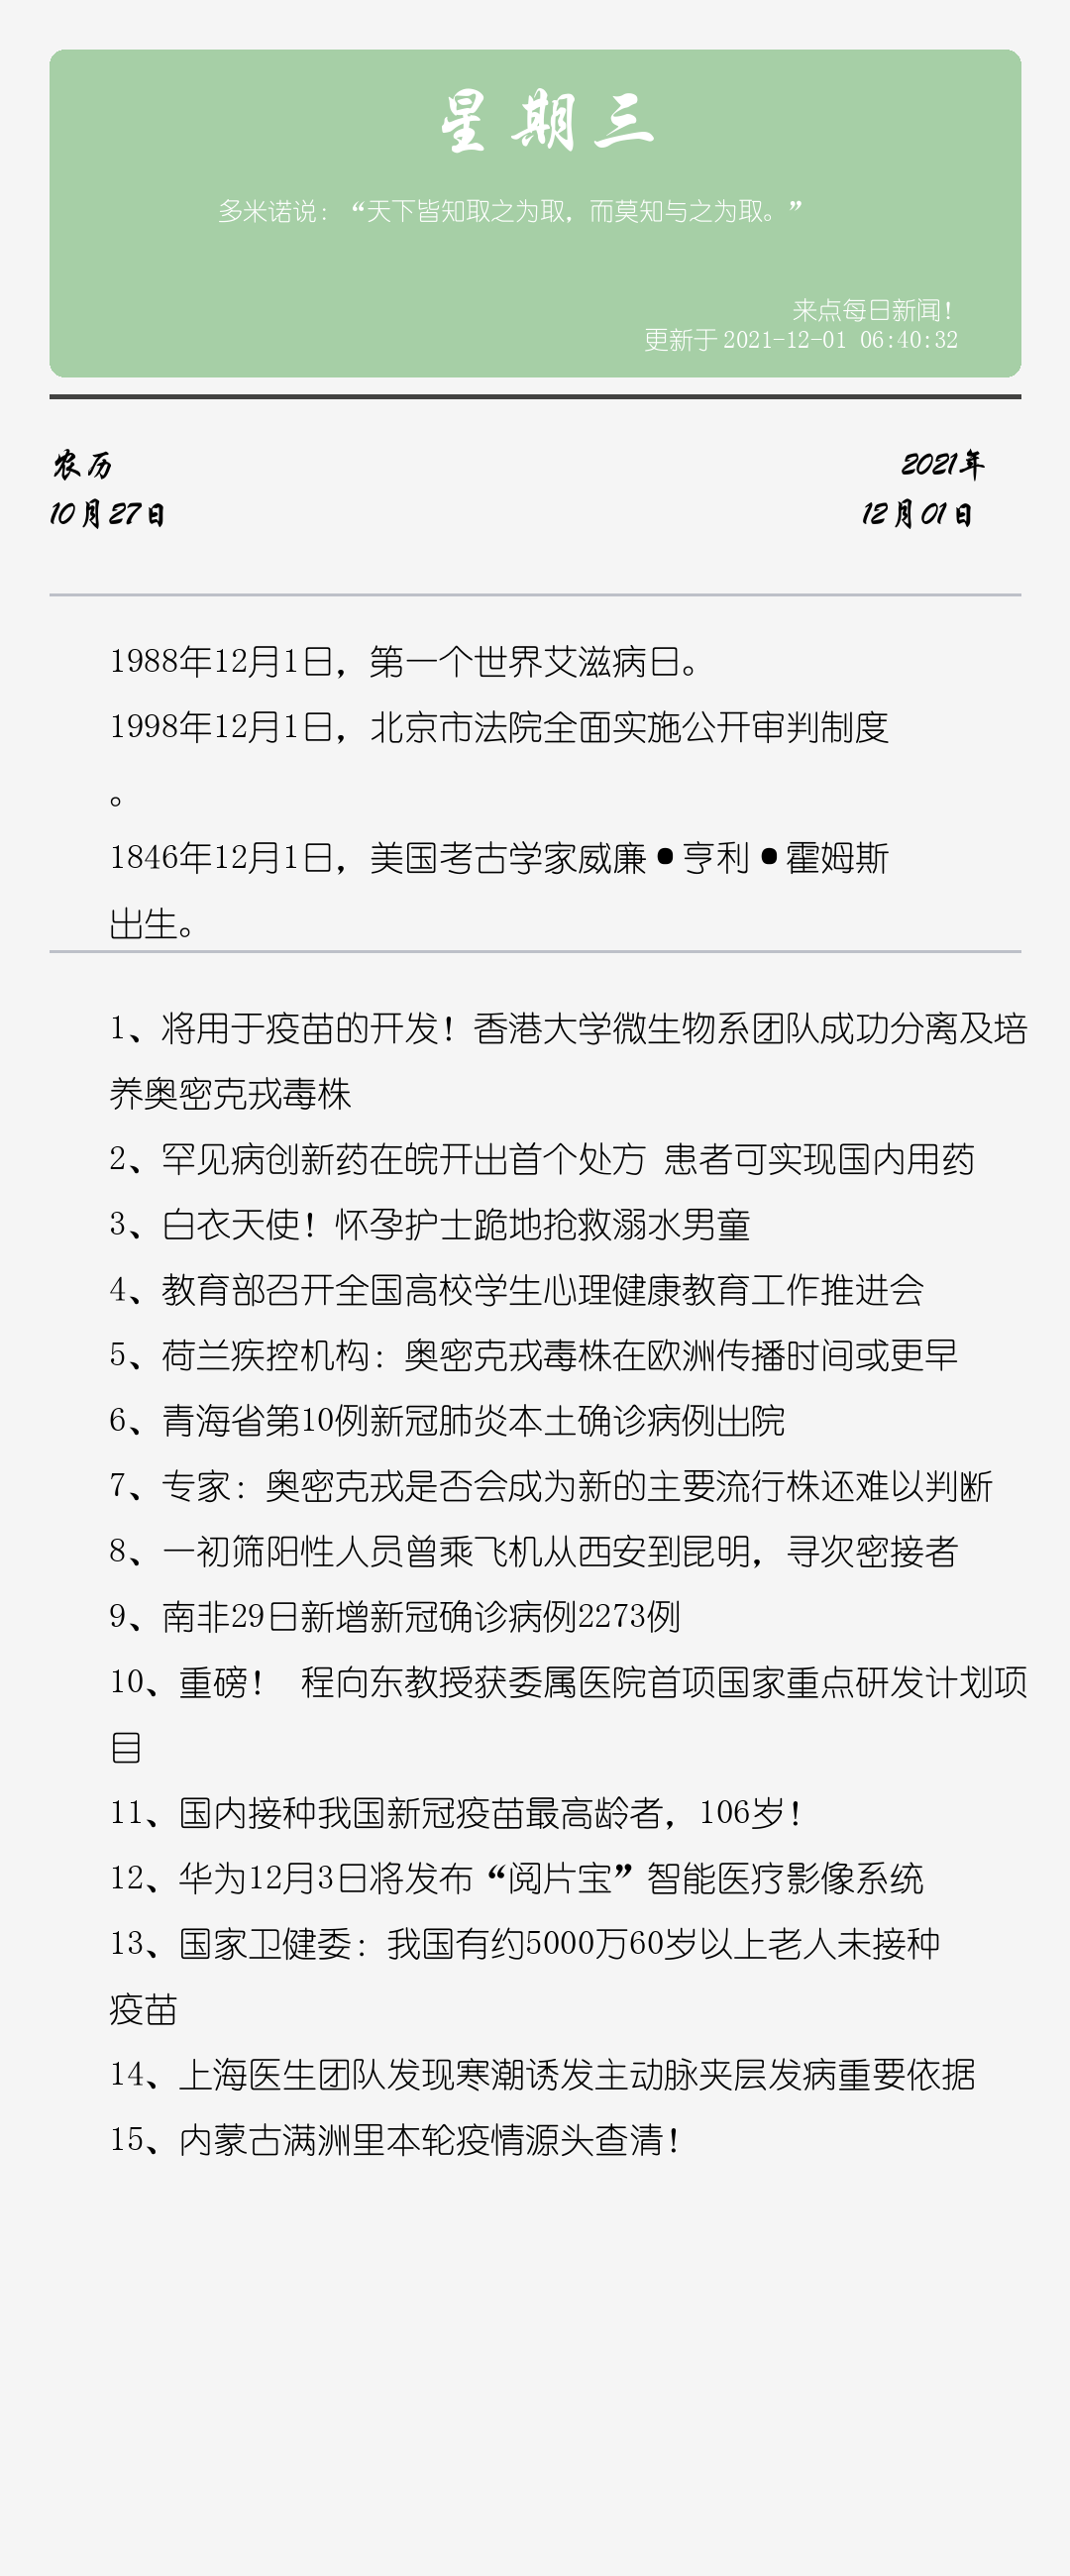 星期三
多米诺说：“天下皆知取之为取，而莫知与之为取。”
来点每日新闻！
更新于2021-12-01 06:40:32
农历
2021年
10月27日
12月01日
1988年12月1日，第一个世界艾滋病日。
1998年12月1日，北京市法院全面实施公开审判制度
。
1846年12月1日，美国考古学家威廉•亨利•霍姆斯
出生。
1、将用于疫苗的开发！香港大学微生物系团队成功分离及培
养奥密克戎毒株
2、罕见病创新药在皖开出首个处方 患者可实现国内用药
3、白衣天使！怀孕护士跪地抢救溺水男童
4、教育部召开全国高校学生心理健康教育工作推进会
5、荷兰疾控机构：奥密克戎毒株在欧洲传播时间或更早
6、青海省第10例新冠肺炎本土确诊病例出院
7、专家：奥密克戎是否会成为新的主要流行株还难以判断
8、一初筛阳性人员曾乘飞机从西安到昆明，寻次密接者
9、南非29日新增新冠确诊病例2273例
10、重磅！ 程向东教授获委属医院首项国家重点研发计划项
目
11、国内接种我国新冠疫苗最高龄者，106岁！
12、华为12月3日将发布“阅片宝”智能医疗影像系统
13、国家卫健委：我国有约5000万60岁以上老人未接种
疫苗
14、上海医生团队发现寒潮诱发主动脉夹层发病重要依据
15、内蒙古满洲里本轮疫情源头查清！